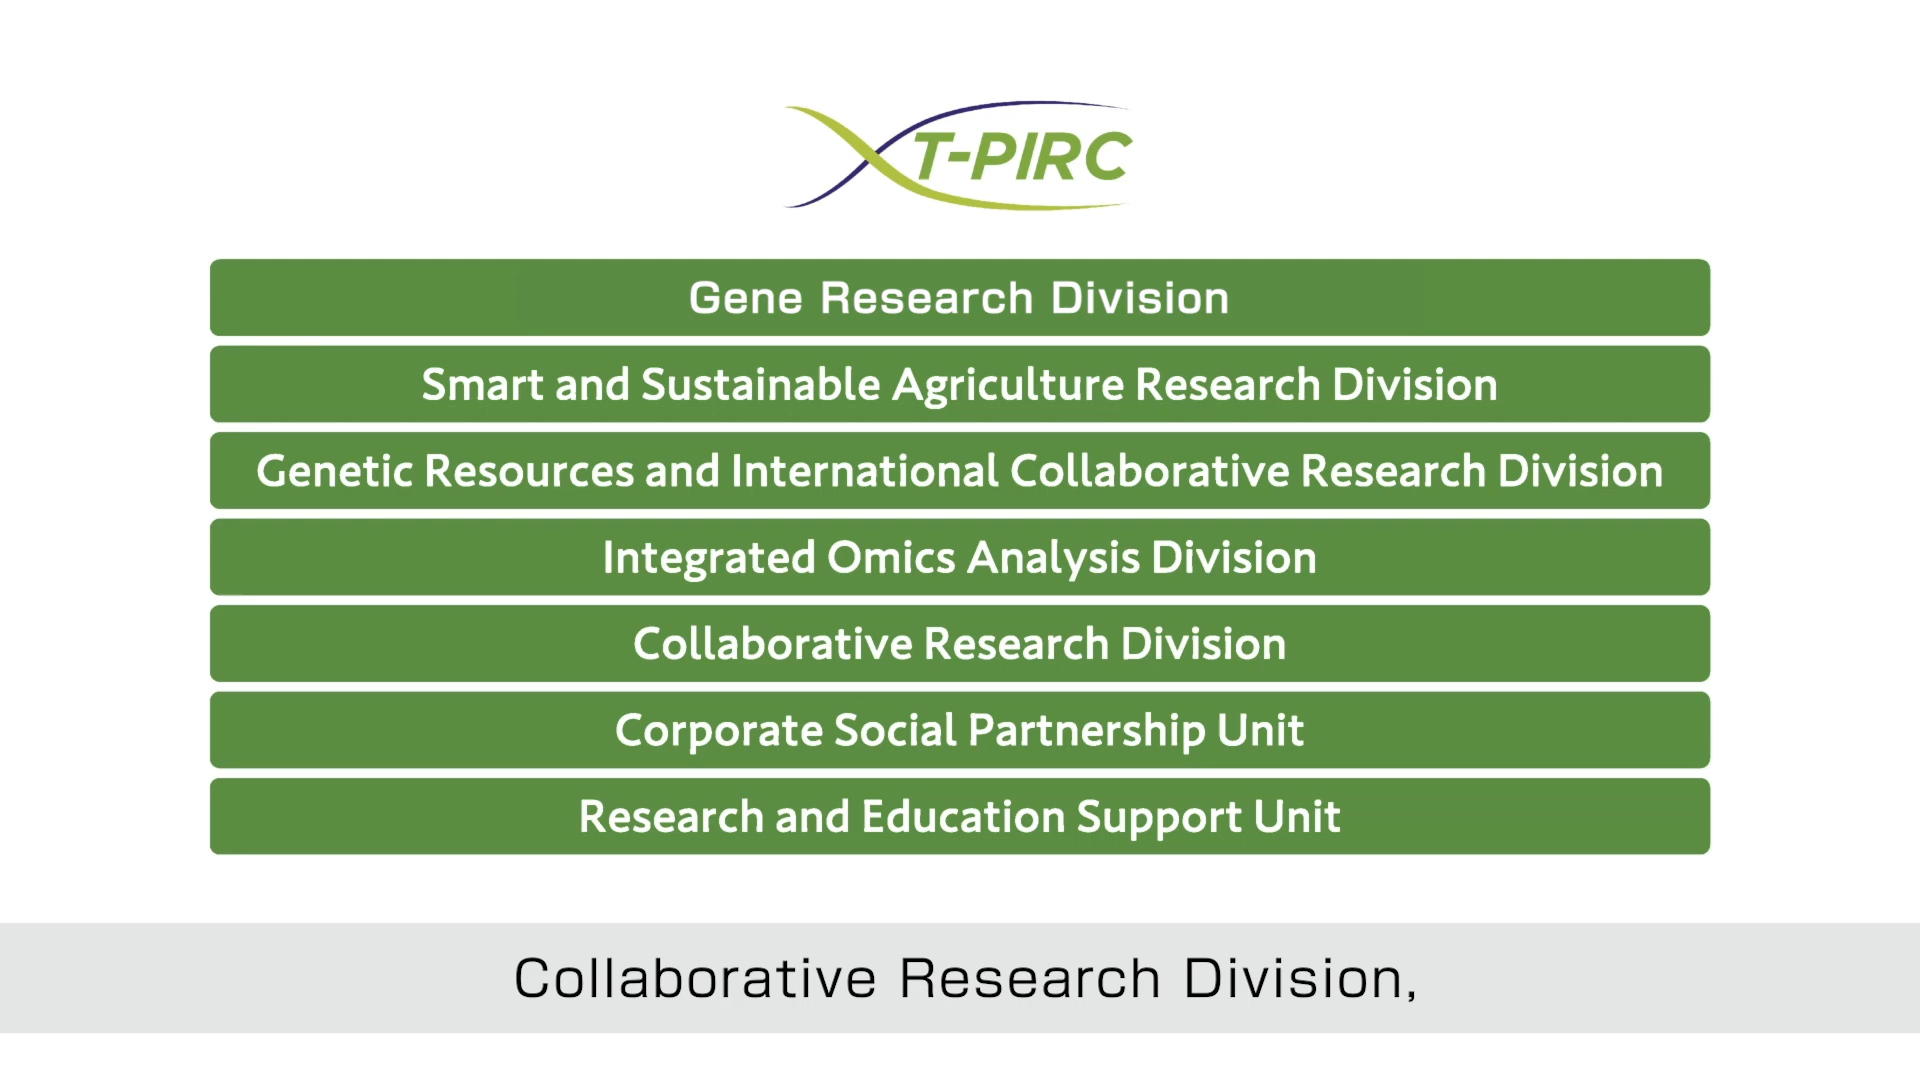 T-PIRC
Gene Research Division
Smart and Sustainable Agriculture Research Division
Genetic Resources and International Collaborative Research Division
Integrated Omics Analysis Division
Collaborative Research Division
Corporate Social Partnership Unit
Research and Education Support Unit
Collaborative Research Division,